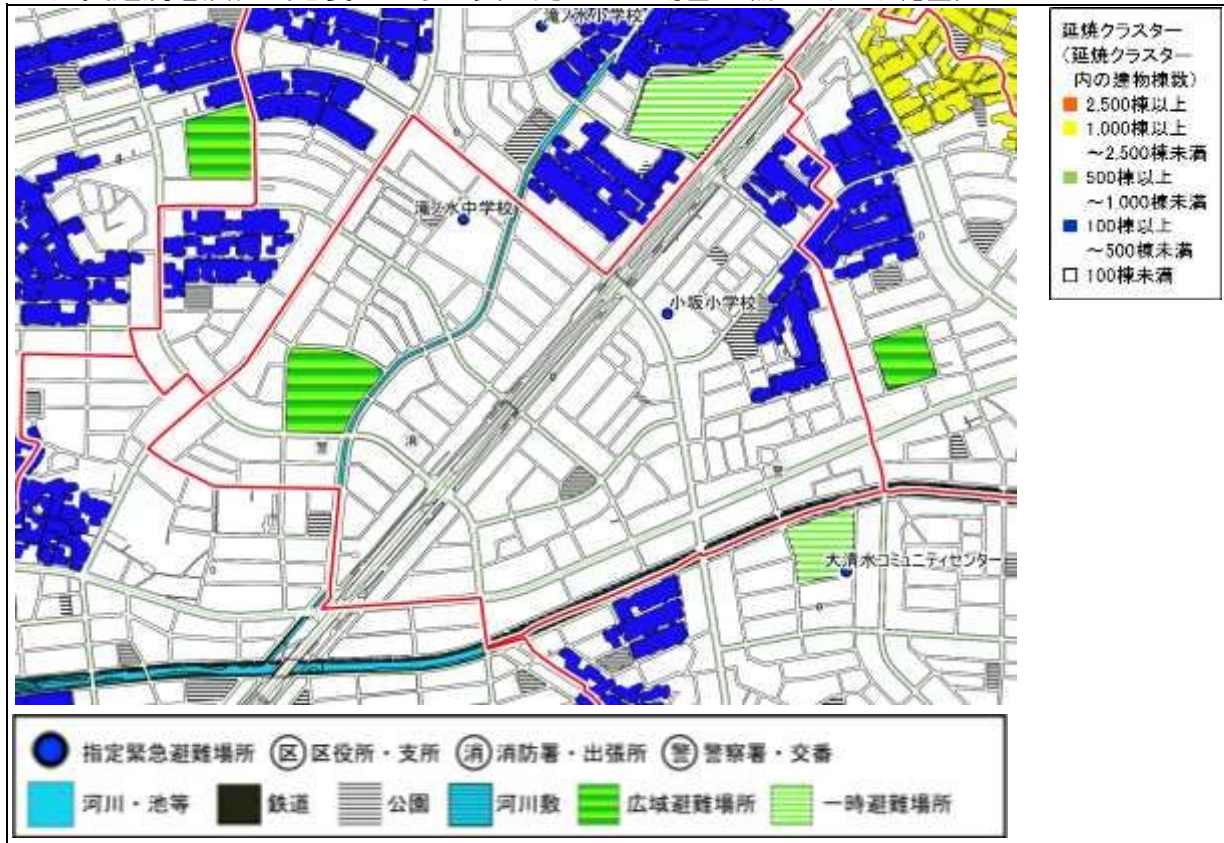 滝ノ水小学校
滝ノ水中学校
小坂小学校
消
警
警
大清水コミュニティセンター
延焼クラスター
(延焼クラスター
内の建物棟数)
2,500棟以上
1,000棟以上
～2,500棟未満
500棟以上
～1,000棟未満
100棟以上
～500棟未満
100棟未満
指定緊急避難場所 区 区役所・支所 消 消防署・出張所 警 警察署・交番
河川・池等 鉄道 公園 河川敷 広域避難場所 一時避難場所